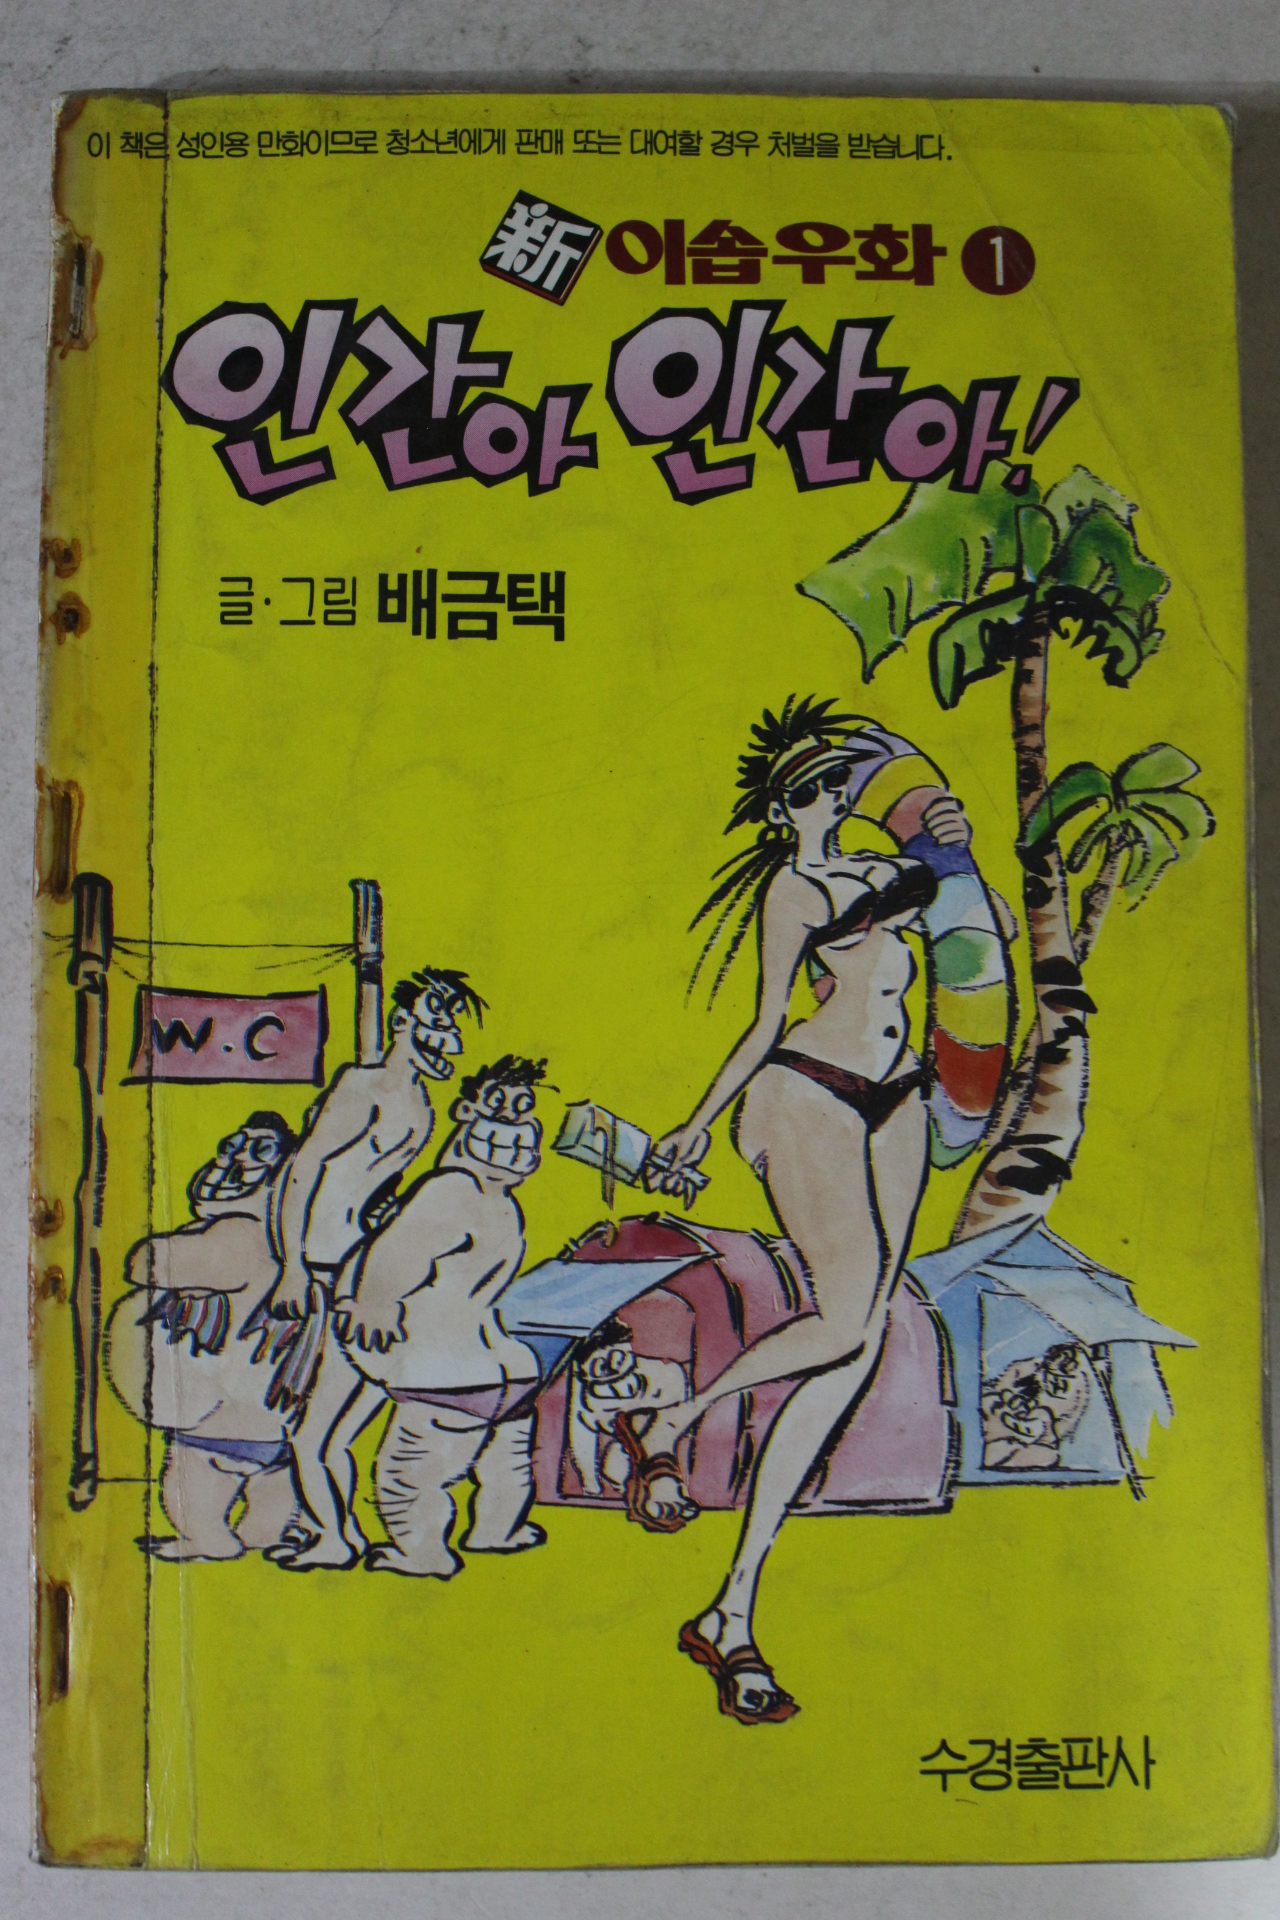 이 책은 성인용 만화이므로 청소년에게 판매 또는 대여할 경우 처벌을 받습니다.
新 이솝우화 1
인간아 인간아!
글·그림 배금택
W.C
수경출판사